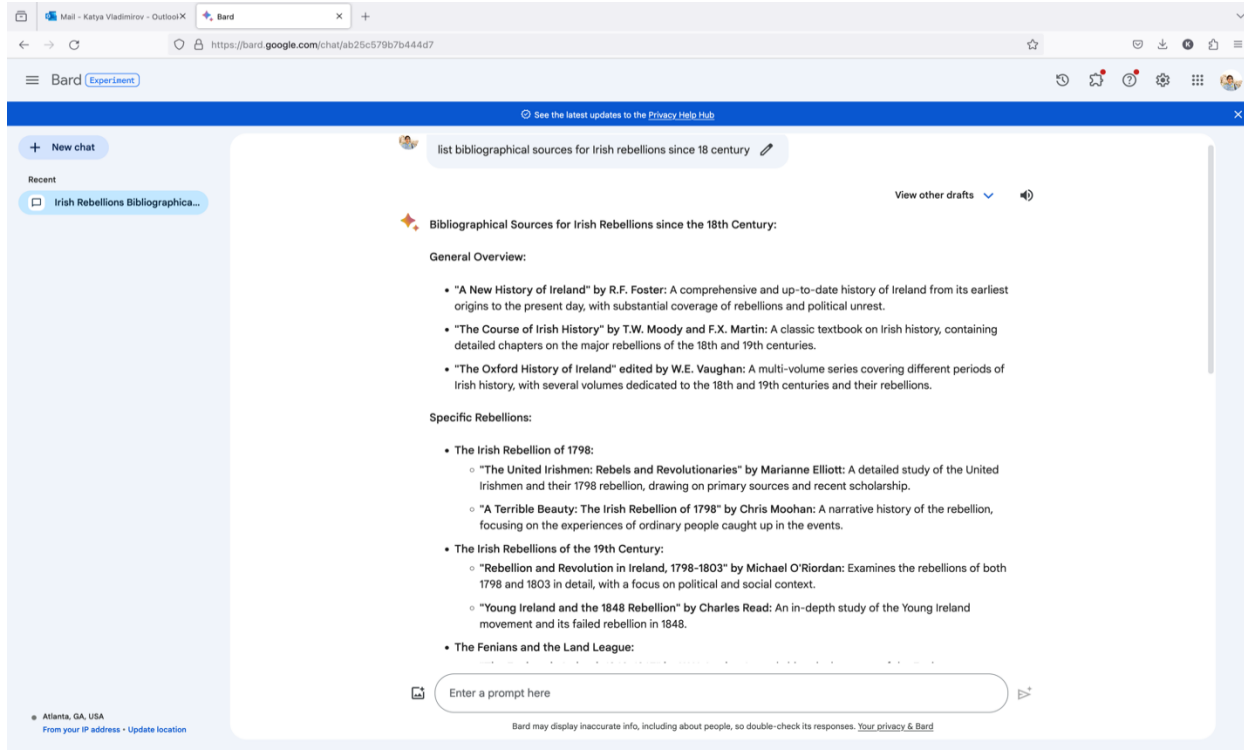 Mail - Katya Vladimirov - Outlook
Bard
https://bard.google.com/chat/ab25c579b7b444d7
K
Bard Experiment
See the latest updates to the Privacy Help Hub
+ New chat
Recent
Irish Rebellions Bibliographica...
list bibliographical sources for Irish rebellions since 18 century
View other drafts
Bibliographical Sources for Irish Rebellions since the 18th Century:
General Overview:
• "A New History of Ireland" by R.F. Foster: A comprehensive and up-to-date history of Ireland from its earliest
origins to the present day, with substantial coverage of rebellions and political unrest.
• "The Course of Irish History" by T.W. Moody and F.X. Martin: A classic textbook on Irish history, containing
detailed chapters on the major rebellions of the 18th and 19th centuries.
• "The Oxford History of Ireland" edited by W.E. Vaughan: A multi-volume series covering different periods of
Irish history, with several volumes dedicated to the 18th and 19th centuries and their rebellions.
Specific Rebellions:
• The Irish Rebellion of 1798:
○ "The United Irishmen: Rebels and Revolutionaries" by Marianne Elliott: A detailed study of the United
Irishmen and their 1798 rebellion, drawing on primary sources and recent scholarship.
○ "A Terrible Beauty: The Irish Rebellion of 1798" by Chris Moohan: A narrative history of the rebellion,
focusing on the experiences of ordinary people caught up in the events.
• The Irish Rebellions of the 19th Century:
○ "Rebellion and Revolution in Ireland, 1798-1803" by Michael O'Riordan: Examines the rebellions of both
1798 and 1803 in detail, with a focus on political and social context.
○ "Young Ireland and the 1848 Rebellion" by Charles Read: An in-depth study of the Young Ireland
movement and its failed rebellion in 1848.
• The Fenians and the Land League:
Enter a prompt here
Atlanta, GA, USA
From your IP address • Update location
Bard may display inaccurate info, including about people, so double-check its responses. Your privacy & Bard